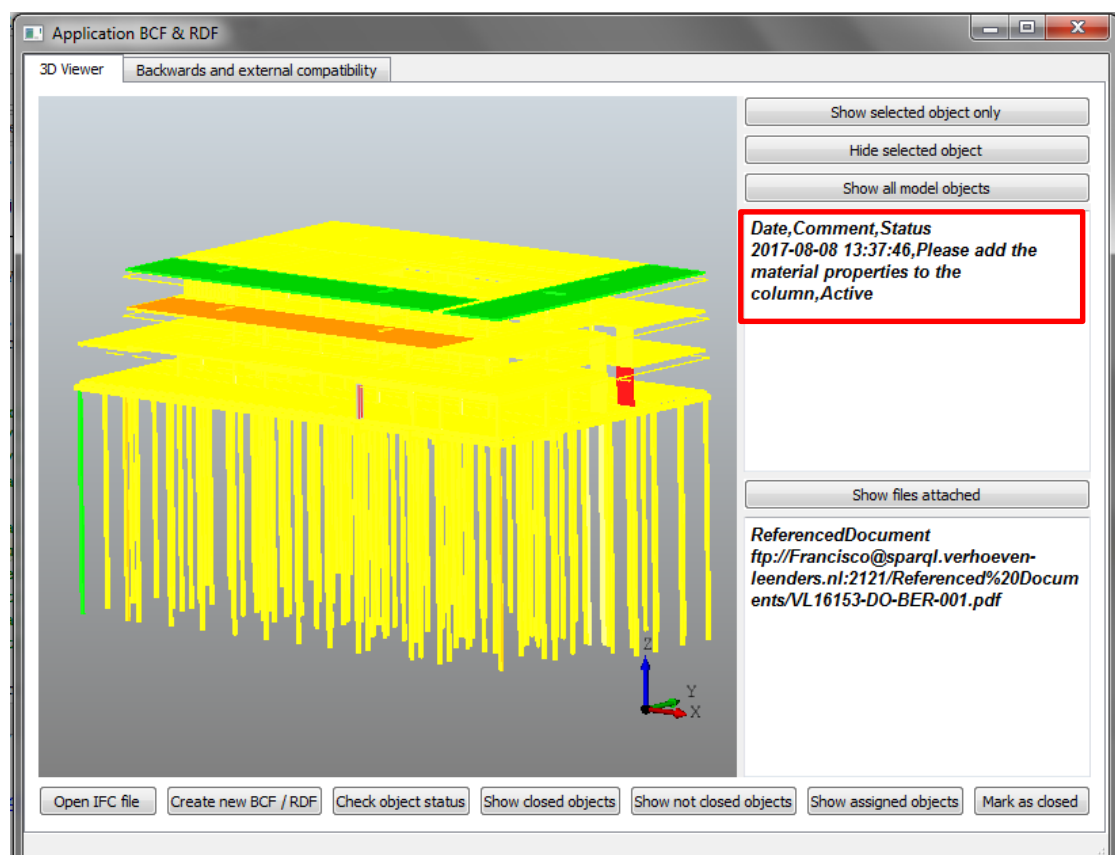 Application BCF & RDF
3D Viewer
Backwards and external compatibility
Show selected object only
Hide selected object
Show all model objects
Date,Comment,Status
2017-08-08 13:37:46,Please add the
material properties to the
column,Active
Show files attached
ReferencedDocument
ftp://Francisco@sparql.verhoeven-
leenders.nl:2121/Referenced%20Docum
ents/VL16153-DO-BER-001.pdf
Z
Y
X
Open IFC file
Create new BCF / RDF
Check object status
Show closed objects
Show not closed objects
Show assigned objects
Mark as closed